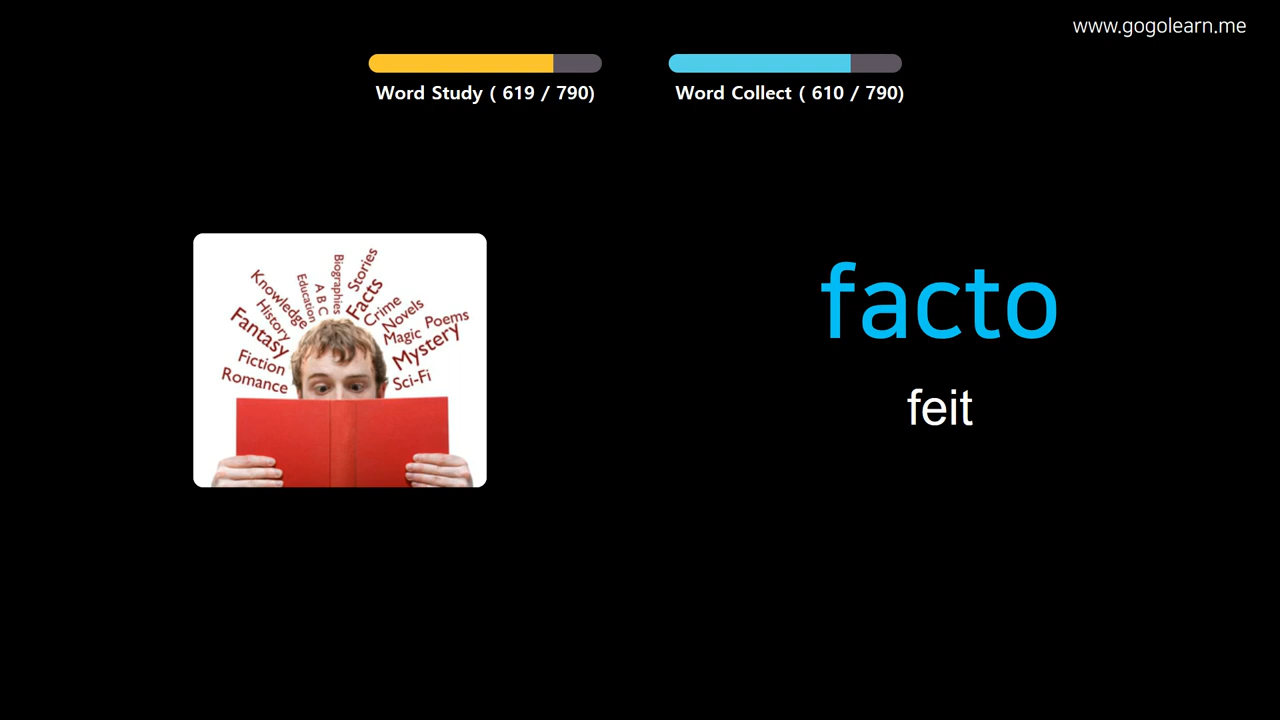 www.gogolearn.me
Word Study ( 619 / 790)
Word Collect ( 610 / 790)
Knowledge
History
Fantasy
Fiction
Romance
Education
A B C
Biographies
Stories
Facts
Crime
Novels
Magic
Poems
Mystery
Sci-Fi
facto
feit